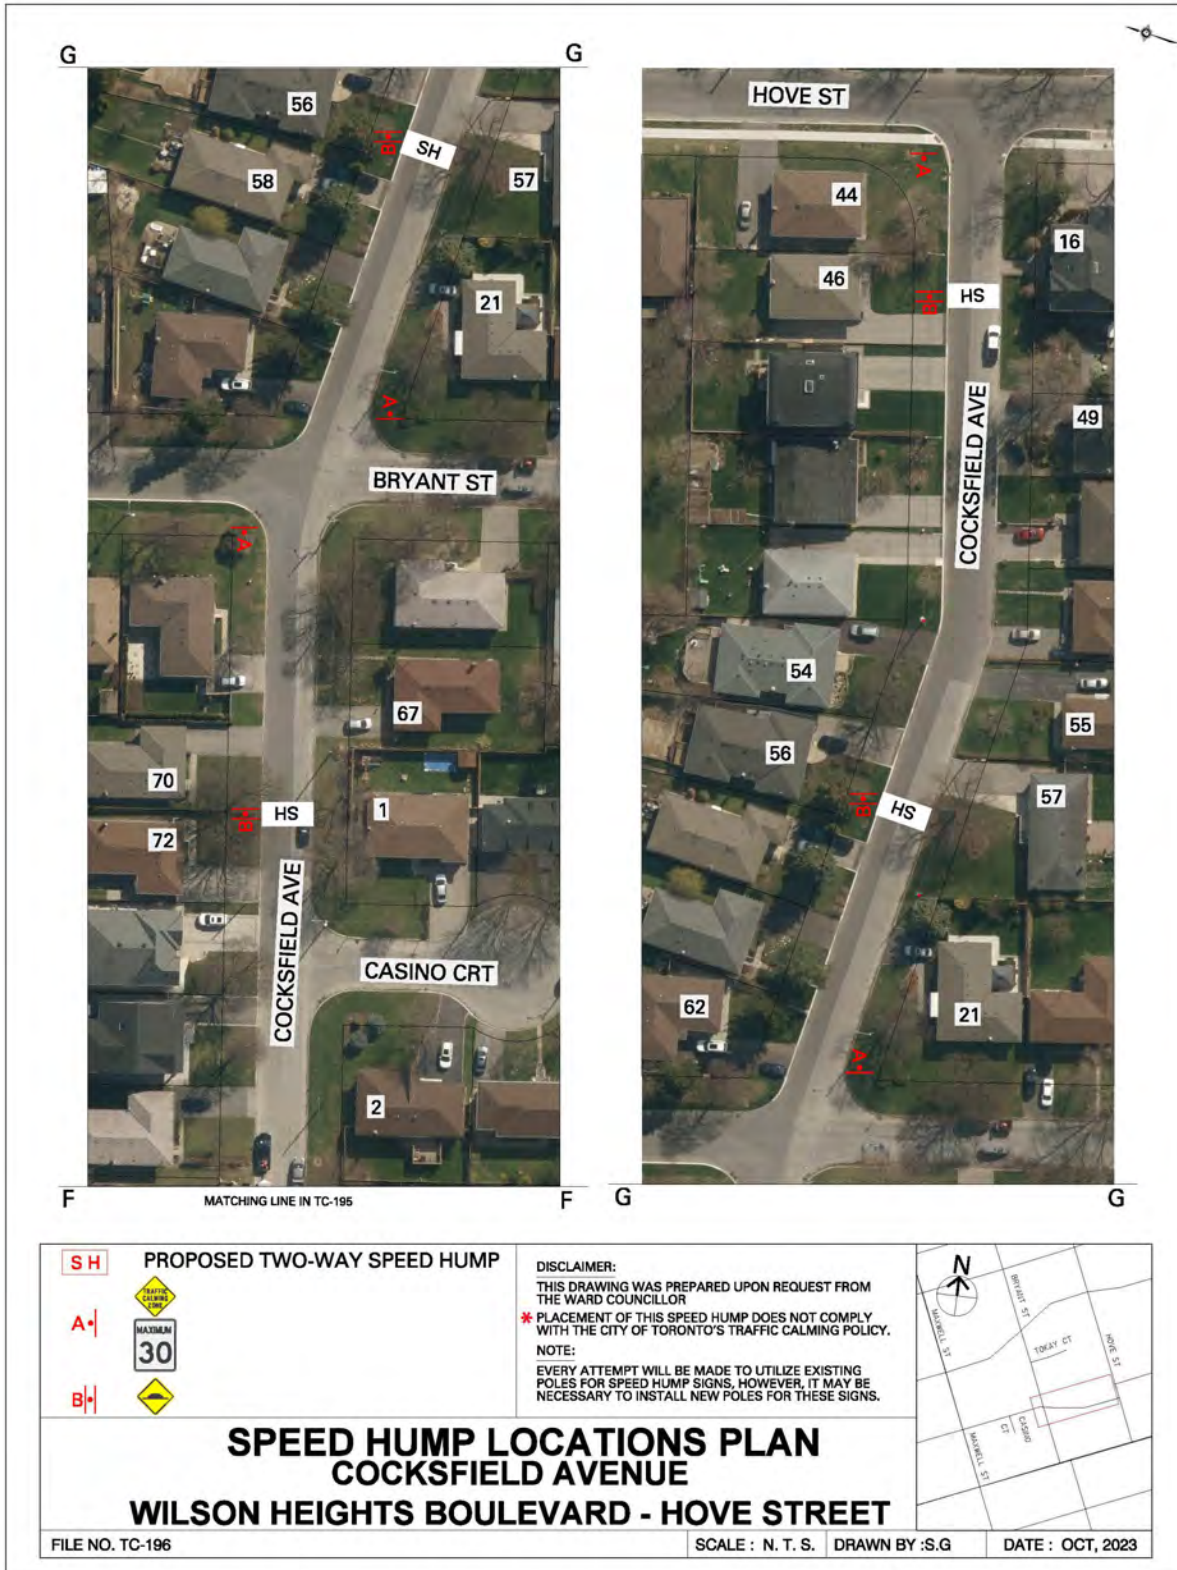 G
G
56
SH
B
58
57
21
A
BRYANT ST
A
67
70
1
B
HS
72
COCKSFIELD AVE
CASINO CRT
2
F
F
MATCHING LINE IN TC-195
HOVE ST
A
44
16
46
B
HS
COCKSFIELD AVE
49
54
55
56
57
B
HS
62
21
A
G
G
S H PROPOSED TWO-WAY SPEED HUMP
TRAFFIC
CALMING
ZONE
A
MAXIMUM
30
B
DISCLAIMER:
THIS DRAWING WAS PREPARED UPON REQUEST FROM
THE WARD COUNCILLOR
* PLACEMENT OF THIS SPEED HUMP DOES NOT COMPLY
WITH THE CITY OF TORONTO'S TRAFFIC CALMING POLICY.
NOTE:
EVERY ATTEMPT WILL BE MADE TO UTILIZE EXISTING
POLES FOR SPEED HUMP SIGNS, HOWEVER, IT MAY BE
NECESSARY TO INSTALL NEW POLES FOR THESE SIGNS.
N
MAXWELL ST
BRYANT ST
TOKAY CT
HOVE ST
CASINO
CT
MAXWELL ST
SPEED HUMP LOCATIONS PLAN
COCKSFIELD AVENUE
WILSON HEIGHTS BOULEVARD - HOVE STREET
FILE NO. TC-196
SCALE : N. T. S.
DRAWN BY :S.G
DATE : OCT, 2023